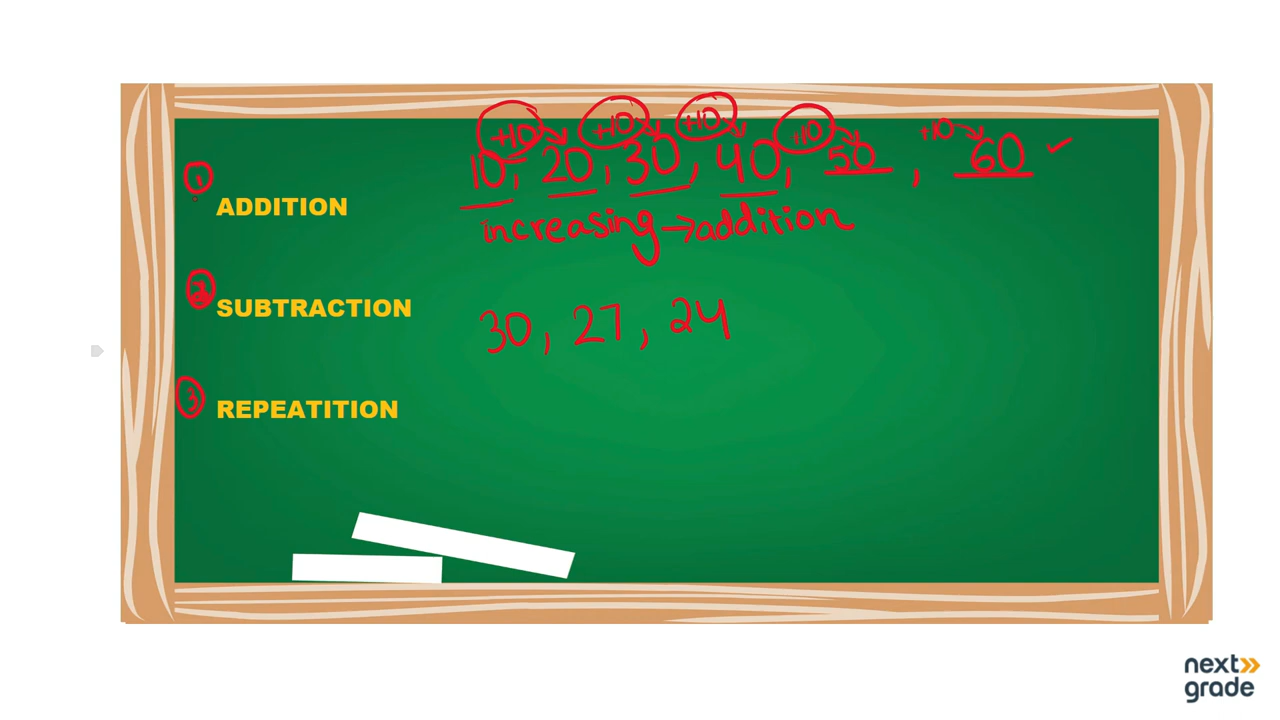 +10 +10 +10 +10 +10
10, 20, 30, 40, 50, 60 ✓
1 ADDITION
increasing → addition
2 SUBTRACTION
30, 27, 24
3 REPEATITION
next
grade